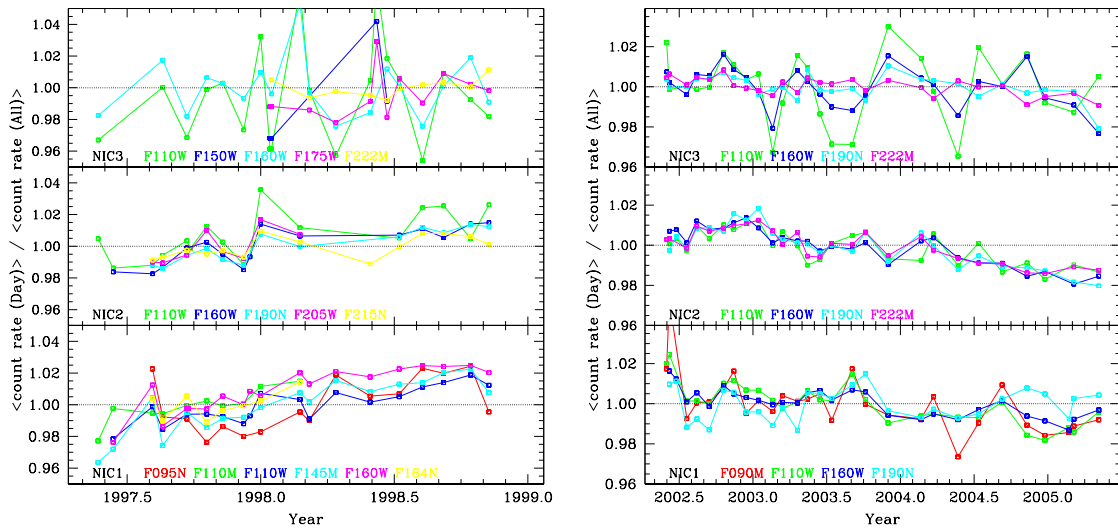 1.04
1.02
1.00
0.98
0.96
NIC3 F110W F150W F160W F175W F222M
1.04
1.02
1.00
0.98
0.96
NIC2 F110W F160W F190N F205W F215N
1.04
1.02
1.00
0.98
0.96
NIC1 F095N F110M F110W F145M F160W F164N
1997.5 1998.0 1998.5 1999.0
Year
<count rate (Day)> / <count rate (All)>
1.02
1.00
0.98
0.96
NIC3 F110W F160W F190N F222M
1.02
1.00
0.98
0.96
NIC2 F110W F160W F190N F222M
1.02
1.00
0.98
0.96
NIC1 F090M F110W F160W F190N
2002.5 2003.0 2003.5 2004.0 2004.5 2005.0
Year
<count rate (Day)> / <count rate (All)>